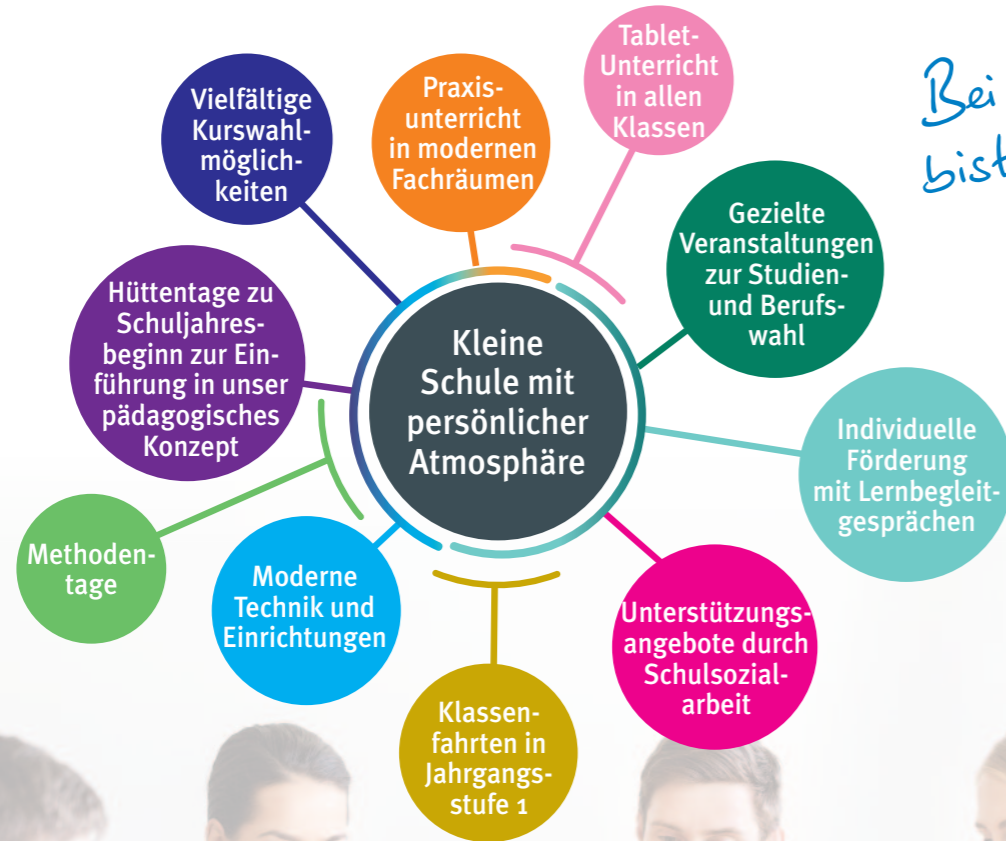 Vielfältige
Kurswahl-
möglich-
keiten
Praxis-
unterricht
in modernen
Fachräumen
Tablet-
Unterricht
in allen
Klassen
Bei
bist
Gezielte
Veranstaltungen
zur Studien-
und Berufs-
wahl
Hüttentage zu
Schuljahres-
beginn zur Ein-
führung in unser
pädagogisches
Konzept
Kleine
Schule mit
persönlicher
Atmosphäre
Individuelle
Förderung
mit Lernbegleit-
gesprächen
Methoden-
tage
Moderne
Technik und
Einrichtungen
Unterstützungs-
angebote durch
Schulsozial-
arbeit
Klassen-
fahrten in
Jahrgangs-
stufe 1